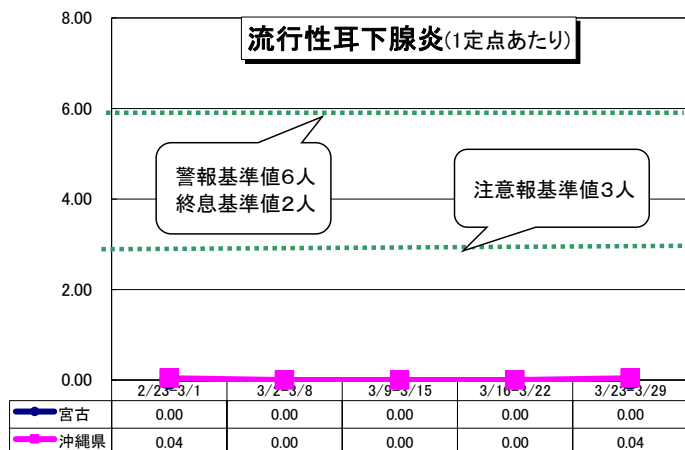 流行性耳下腺炎(1定点あたり)
8.00
6.00
4.00
2.00
0.00
警報基準値6人
終息基準値2人
注意報基準値3人
2/23-3/1 3/2-3/8 3/9-3/15 3/16-3/22 3/23-3/29
宮古 0.00 0.00 0.00 0.00 0.00
沖縄県 0.04 0.00 0.00 0.00 0.04